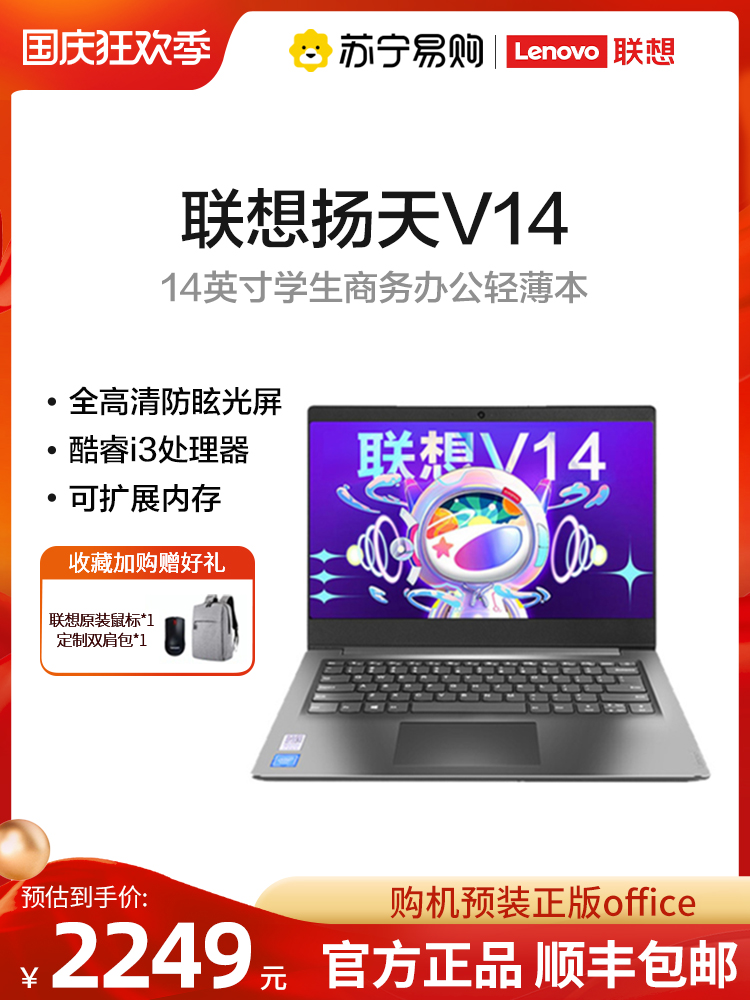 国庆狂欢季
苏宁易购
Lenovo 联想
联想扬天V14
14英寸学生商务办公轻薄本
• 全高清防眩光屏
• 酷睿i3处理器
• 可扩展内存
联想V14
收藏加购赠好礼
联想原装鼠标*1
定制双肩包*1
预估到手价:
¥2249元
购机预装正版office
官方正品 顺丰包邮